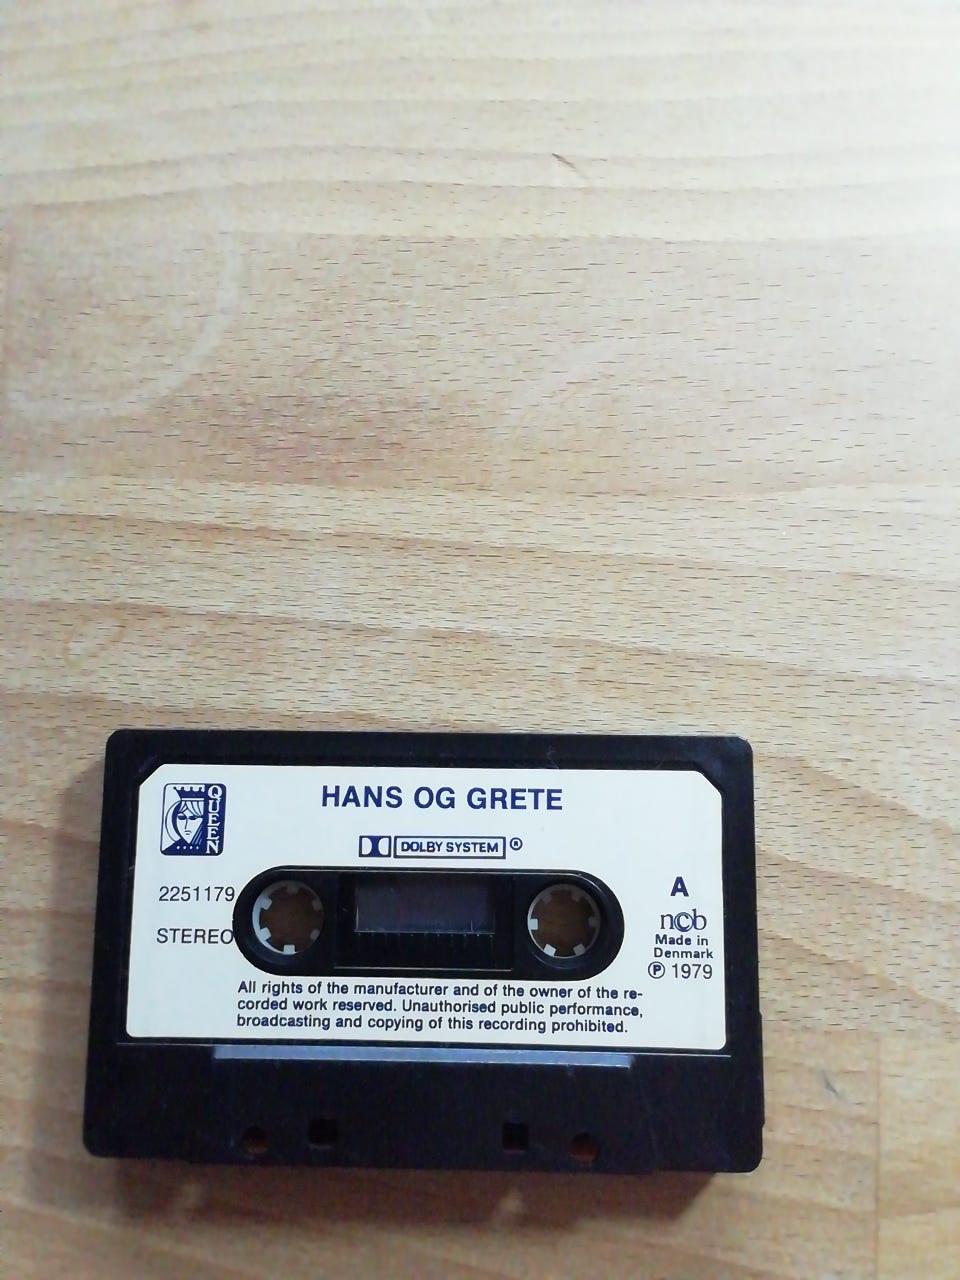 HANS OG GRETE
QUEEN
DOLBY SYSTEM ®
2251179
STEREO
A
ncb
Made in
Denmark
℗ 1979
All rights of the manufacturer and of the owner of the re-
corded work reserved. Unauthorised public performance,
broadcasting and copying of this recording prohibited.